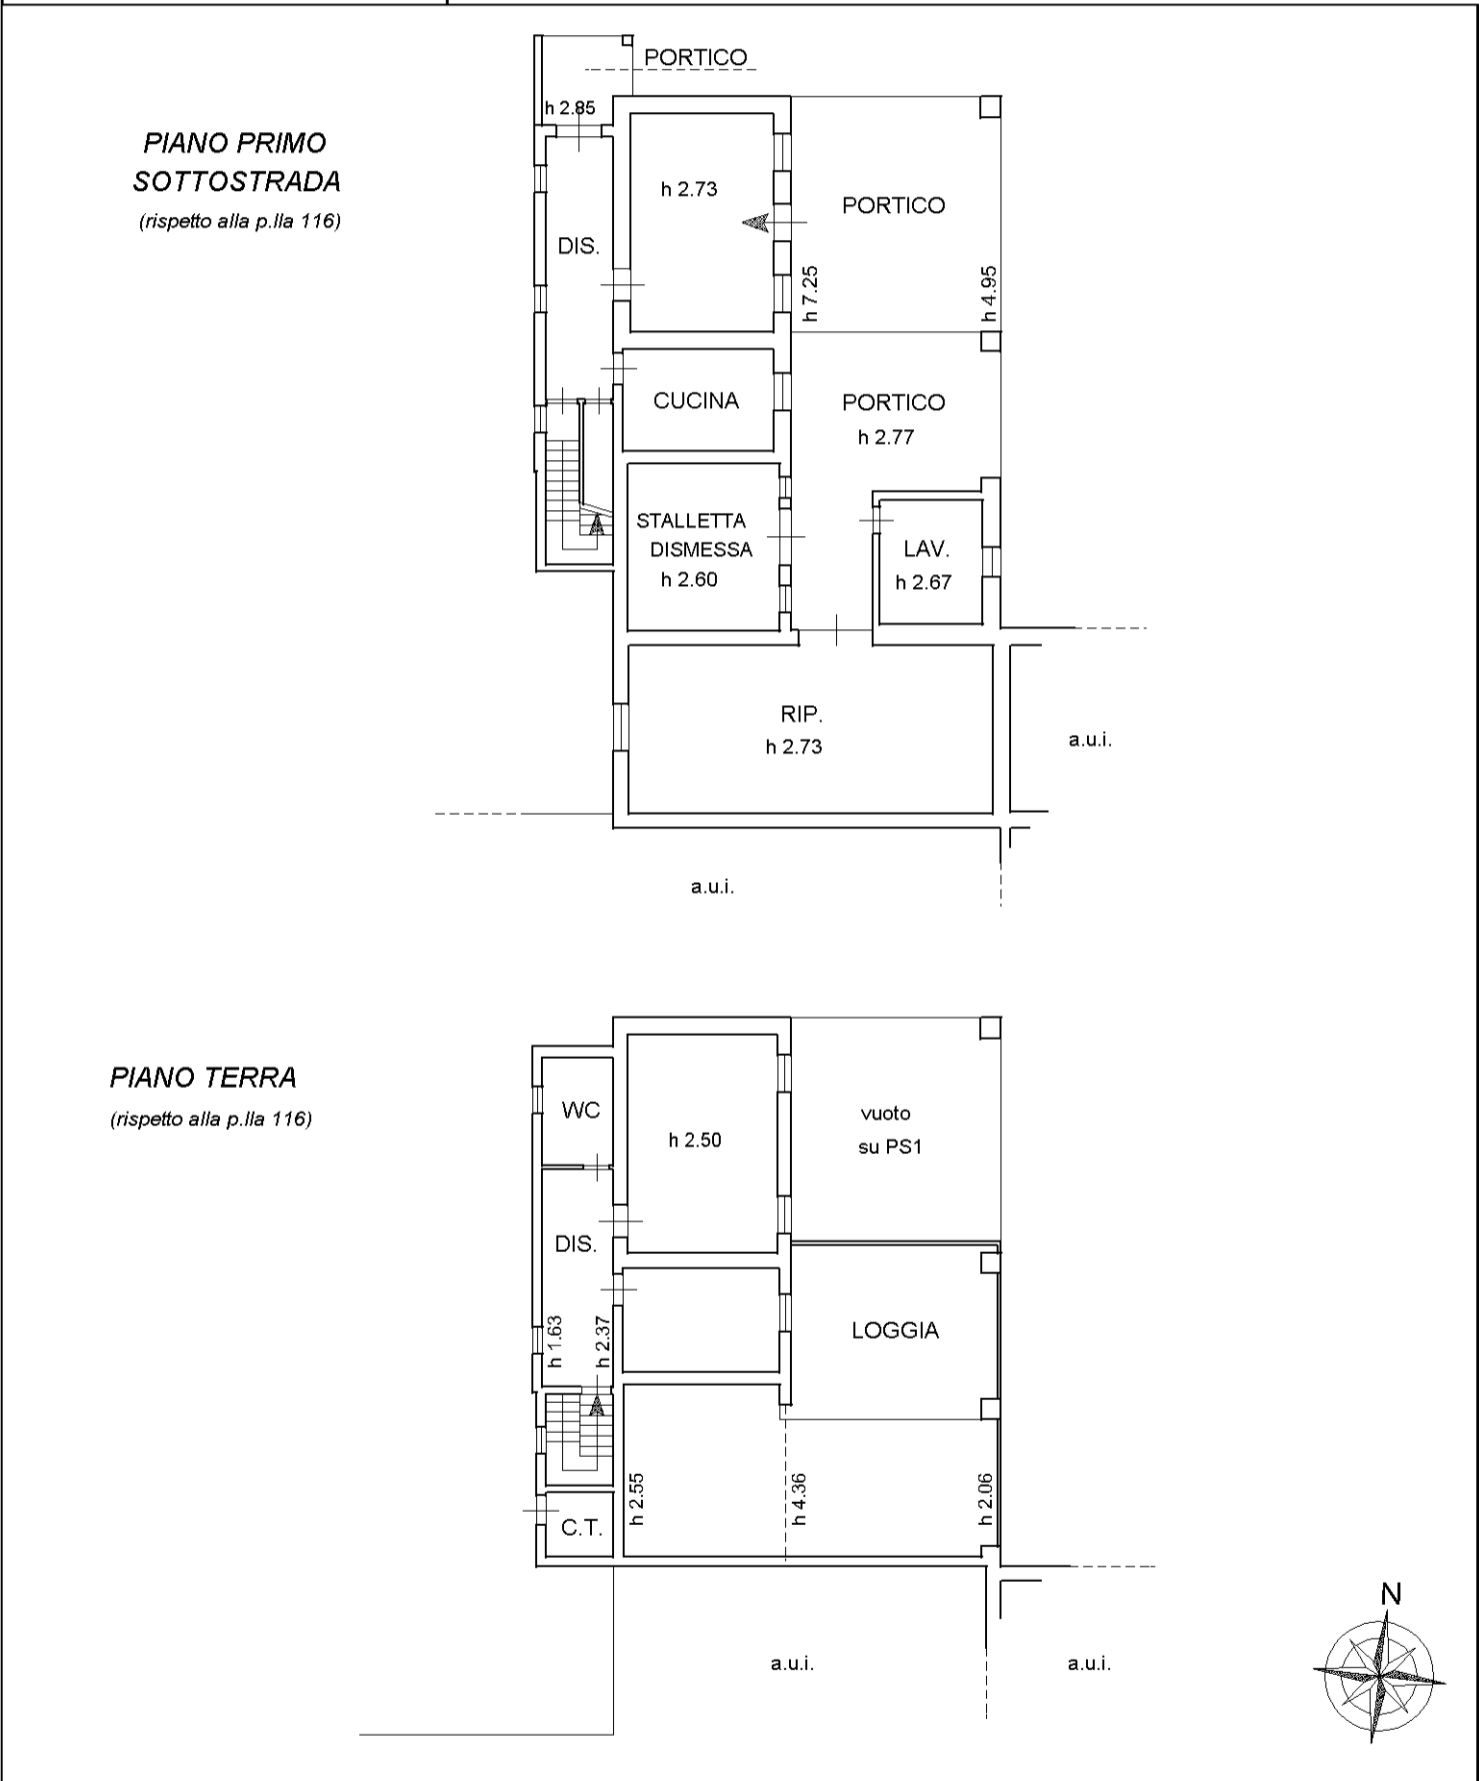 PORTICO
h 2.85
PIANO PRIMO
SOTTOSTRADA
(rispetto alla p.lla 116)
h 2.73
PORTICO
DIS.
h 7.25
h 4.95
CUCINA
PORTICO
h 2.77
STALLETTA
DISMESSA
h 2.60
LAV.
h 2.67
RIP.
h 2.73
a.u.i.
a.u.i.
PIANO TERRA
(rispetto alla p.lla 116)
WC
h 2.50
vuoto
su PS1
DIS.
h 1.63
h 2.37
LOGGIA
h 2.55
h 4.36
h 2.06
C.T.
N
a.u.i.
a.u.i.